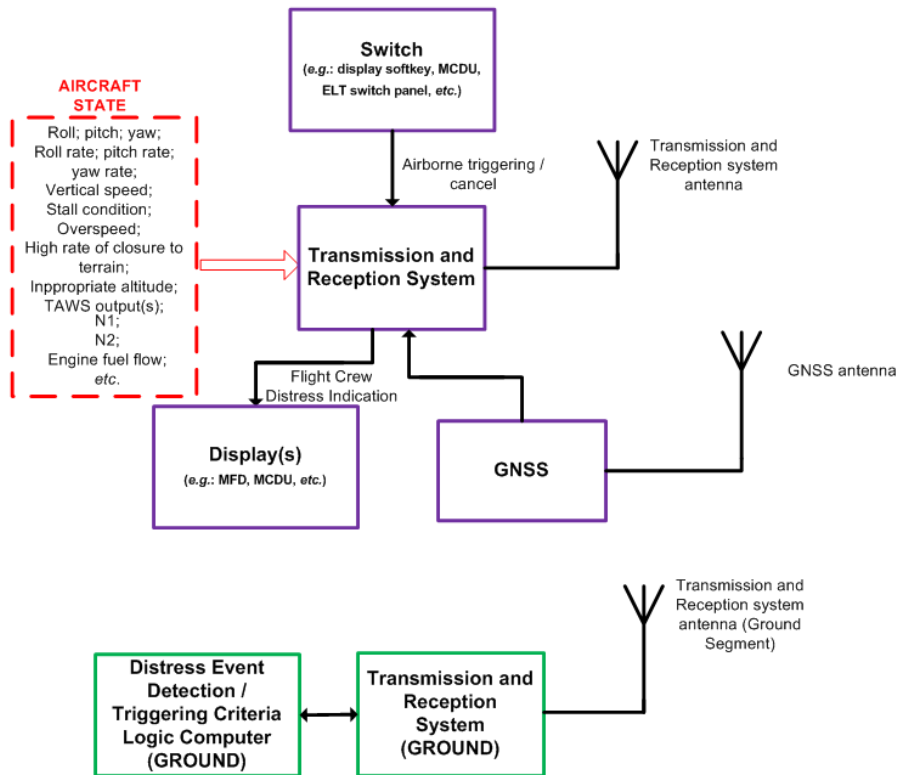 Switch
(e.g.: display softkey, MCDU,
ELT switch panel, etc.)
AIRCRAFT
STATE
Roll; pitch; yaw;
Roll rate; pitch rate;
yaw rate;
Vertical speed;
Stall condition;
Overspeed;
High rate of closure to
terrain;
Inppropriate altitude;
TAWS output(s);
N1;
N2;
Engine fuel flow;
etc.
Airborne triggering /
cancel
Transmission and
Reception system
antenna
Transmission and
Reception System
Flight Crew
Distress Indication
GNSS antenna
Display(s)
(e.g.: MFD, MCDU, etc.)
GNSS
Transmission and
Reception system
antenna (Ground
Segment)
Distress Event
Detection /
Triggering Criteria
Logic Computer
(GROUND)
Transmission and
Reception
System
(GROUND)